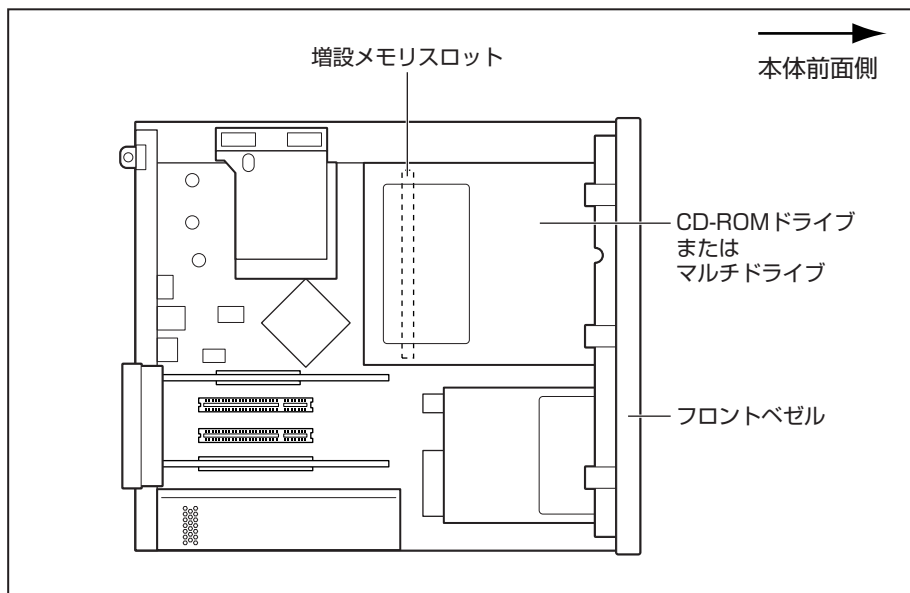 増設メモリスロット
本体前面側
CD-ROMドライブ
または
マルチドライブ
フロントベゼル